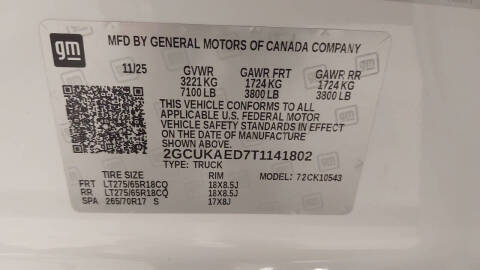 gm
MFD BY GENERAL MOTORS OF CANADA COMPANY
11/25 GVWR GAWR FRT GAWR RR
3221 KG 1724 KG 1724 KG
7100 LB 3800 LB 3800 LB
THIS VEHICLE CONFORMS TO ALL
APPLICABLE U.S. FEDERAL MOTOR
VEHICLE SAFETY STANDARDS IN EFFECT
ON THE DATE OF MANUFACTURE
SHOWN ABOVE.
2GCUKAED7T1141802
TYPE: TRUCK
TIRE SIZE RIM 72CK10543
FRT LT275/65R18CQ 18X8.5J
RR LT275/65R18CQ 18X8.5J
SPA 265/70R17 S 17X8J